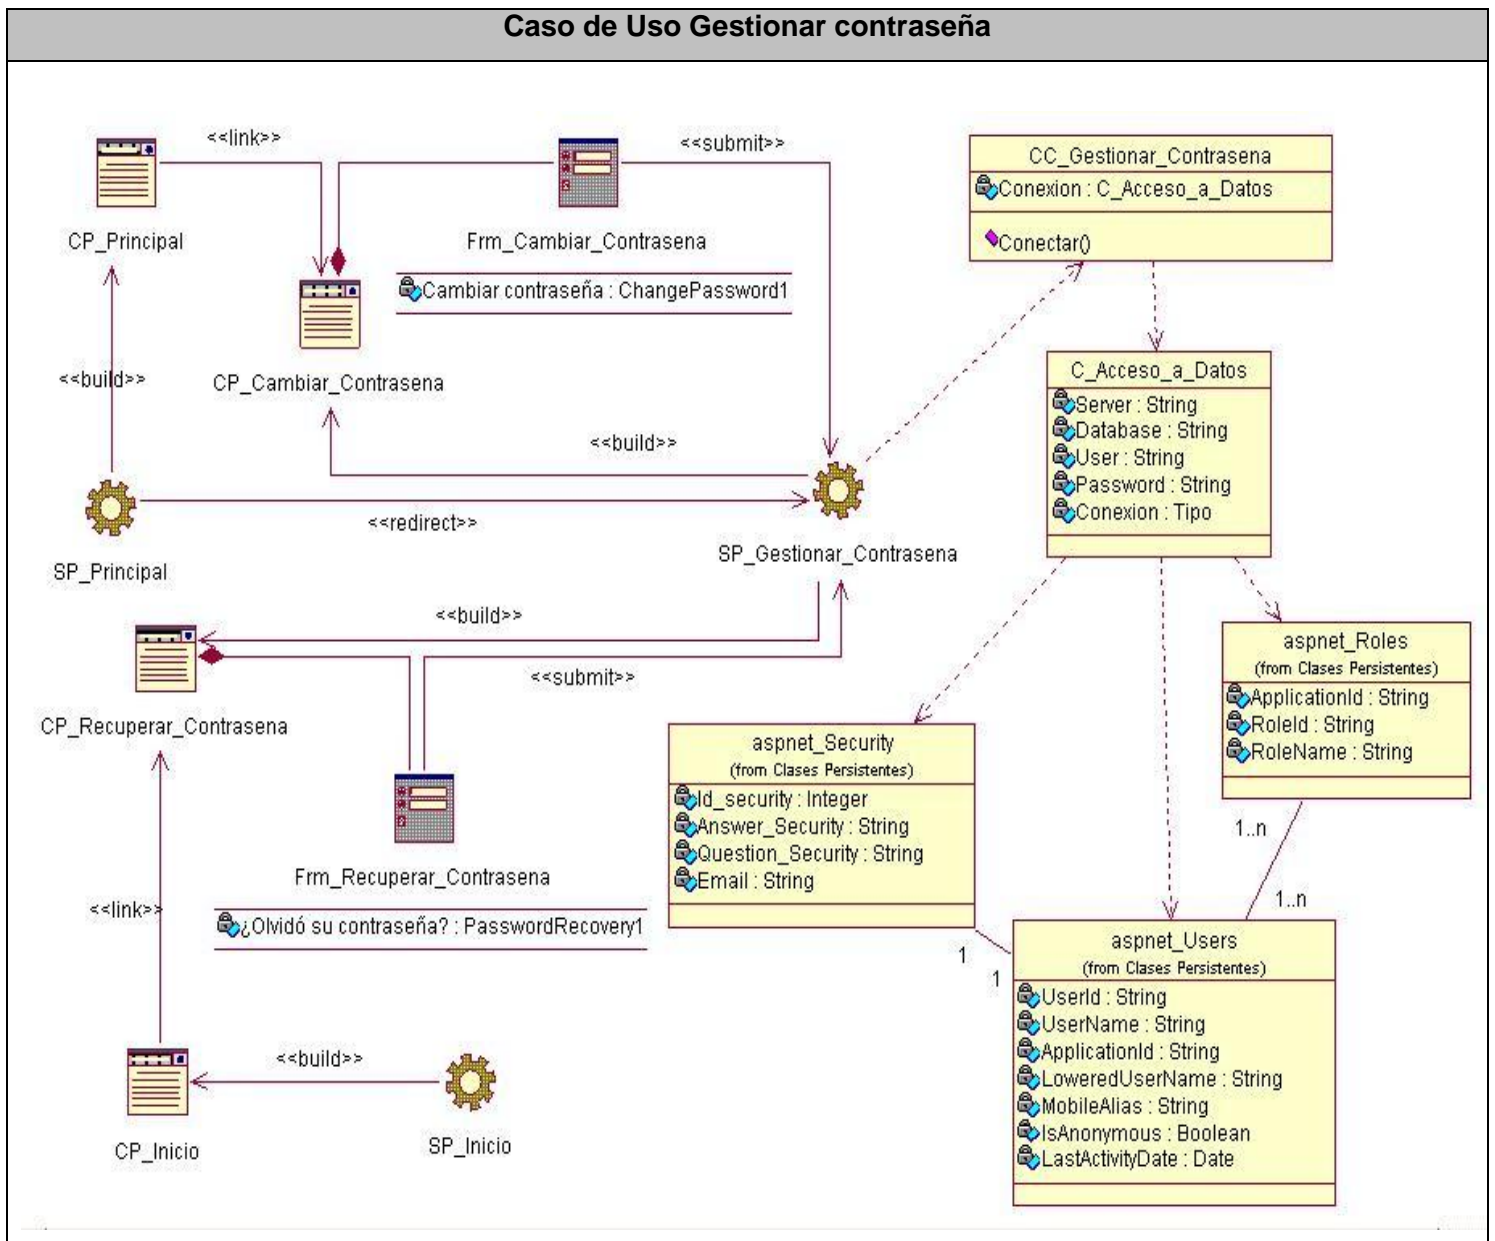 Caso de Uso Gestionar contraseña
<<link>>
<<submit>>
CP_Principal
Frm_Cambiar_Contrasena
Cambiar contraseña : ChangePassword1
CC_Gestionar_Contrasena
Conexion : C_Acceso_a_Datos
Conectar()
<<build>>
CP_Cambiar_Contrasena
<<build>>
C_Acceso_a_Datos
Server : String
Database : String
User : String
Password : String
Conexion : Tipo
<<redirect>>
SP_Principal
SP_Gestionar_Contrasena
<<build>>
<<submit>>
CP_Recuperar_Contrasena
aspnet_Roles
(from Clases Persistentes)
ApplicationId : String
RoleId : String
RoleName : String
aspnet_Security
(from Clases Persistentes)
Id_security : Integer
Answer_Security : String
Question_Security : String
Email : String
1..n
1..n
Frm_Recuperar_Contrasena
¿Olvidó su contraseña? : PasswordRecovery1
<<link>>
1
1
aspnet_Users
(from Clases Persistentes)
UserId : String
UserName : String
ApplicationId : String
LoweredUserName : String
MobileAlias : String
IsAnonymous : Boolean
LastActivityDate : Date
<<build>>
CP_Inicio
SP_Inicio